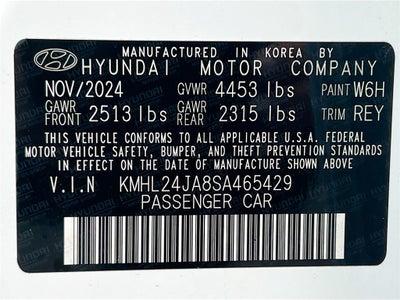 MANUFACTURED IN KOREA BY
HYUNDAI MOTOR COMPANY
NOV/2024 GVWR 4453 lbs PAINT W6H
GAWR FRONT 2513 lbs GAWR REAR 2315 lbs TRIM REY
THIS VEHICLE CONFORMS TO ALL APPLICABLE U.S.A. FEDERAL
MOTOR VEHICLE SAFETY, BUMPER, AND THEFT PREVENTION STANDARDS
IN EFFECT ON THE DATE OF MANUFACTURE SHOWN ABOVE.
V.I.N KMHL24JA8SA465429
PASSENGER CAR